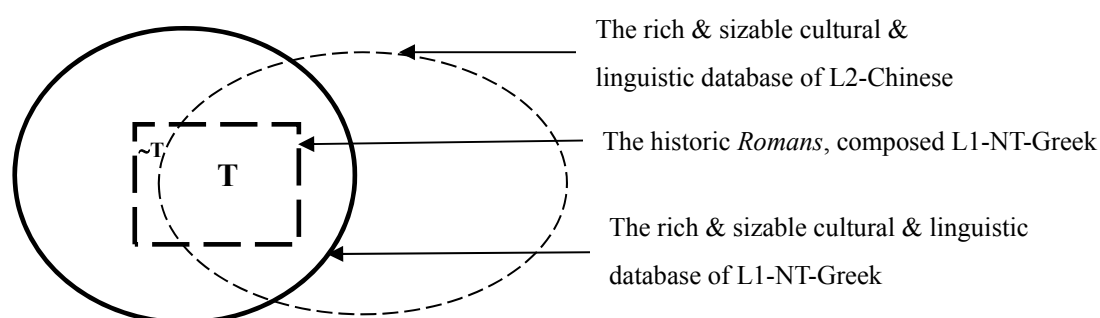 The rich & sizable cultural &
linguistic database of L2-Chinese
~T
T
The historic Romans, composed L1-NT-Greek
The rich & sizable cultural & linguistic
database of L1-NT-Greek